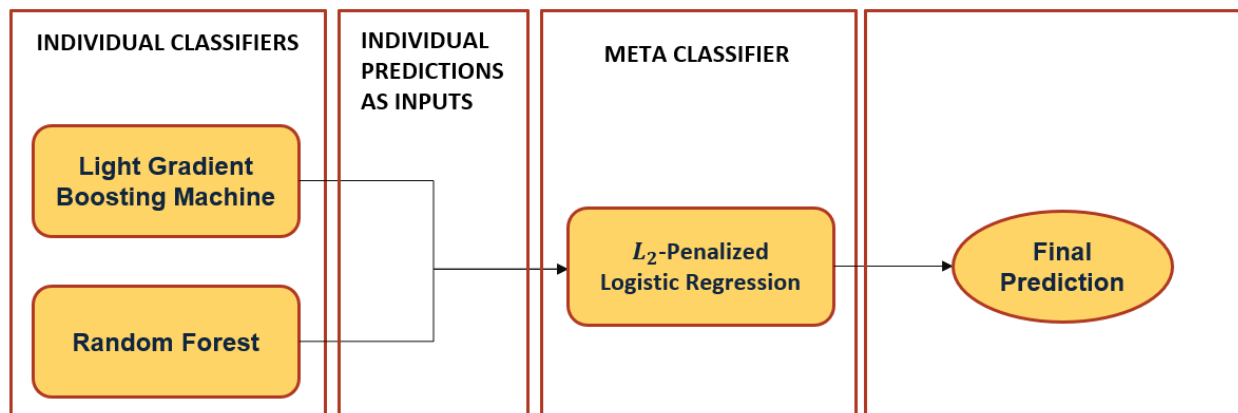 INDIVIDUAL CLASSIFIERS
Light Gradient
Boosting Machine
Random Forest
INDIVIDUAL
PREDICTIONS
AS INPUTS
META CLASSIFIER
L₂-Penalized
Logistic Regression
Final
Prediction